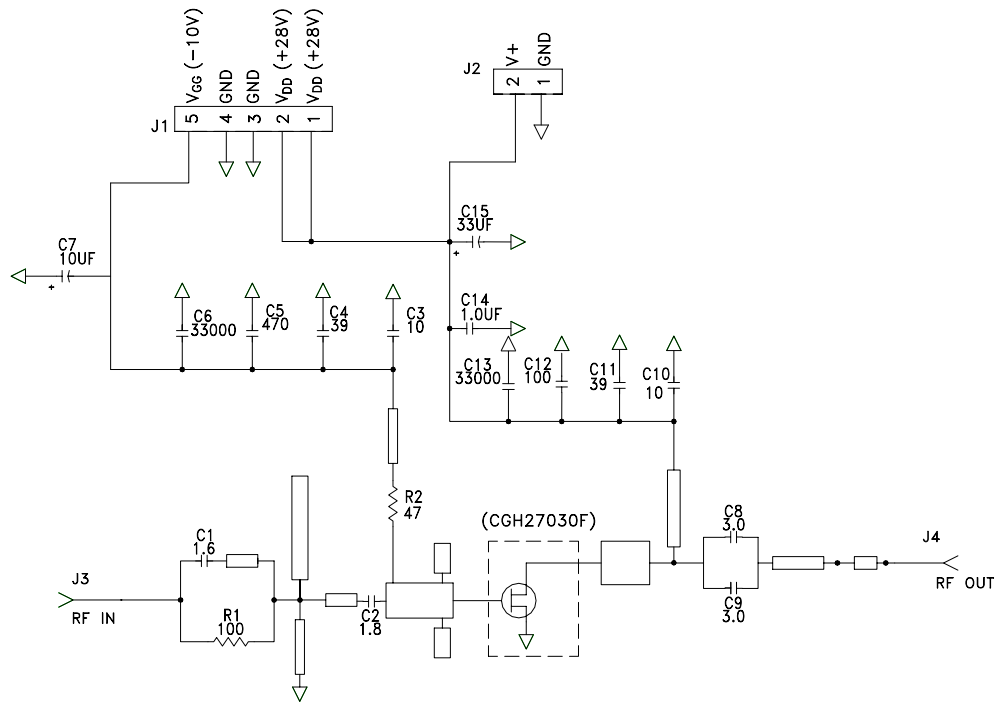 VGG (-10V)
GND
GND
VDD (+28V)
VDD (+28V)
J1
5
4
3
2
1
V+
GND
J2
2
1
C15
33UF
+
C7
10UF
+
C14
1.0UF
C6
33000
C5
470
C4
39
C3
10
C13
33000
C12
100
C11
39
C10
10
R2
47
(CGH27030F)
C8
3.0
C9
3.0
J4
RF OUT
C1
1.6
J3
RF IN
R1
100
C2
1.8